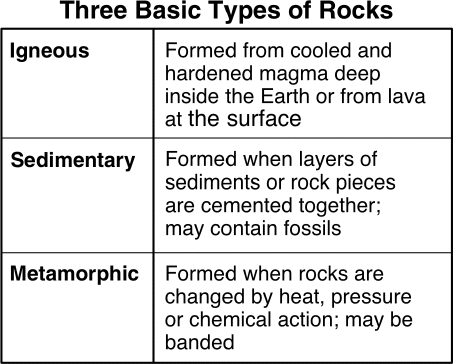 Three Basic Types of Rocks
Igneous
Formed from cooled and
hardened magma deep
inside the Earth or from lava
at the surface
Sedimentary
Formed when layers of
sediments or rock pieces
are cemented together;
may contain fossils
Metamorphic
Formed when rocks are
changed by heat, pressure
or chemical action; may be
banded